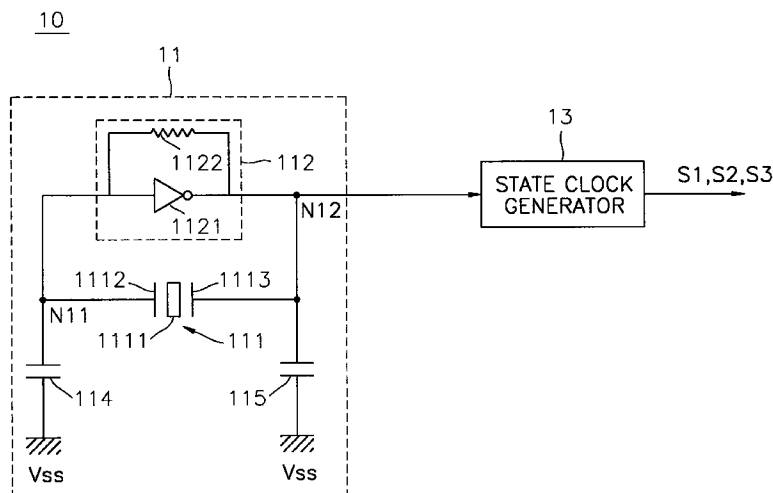 10
11
1122
112
1121
N12
13
STATE CLOCK
GENERATOR
S1,S2,S3
1112
1113
N11
1111
111
114
115
Vss
Vss